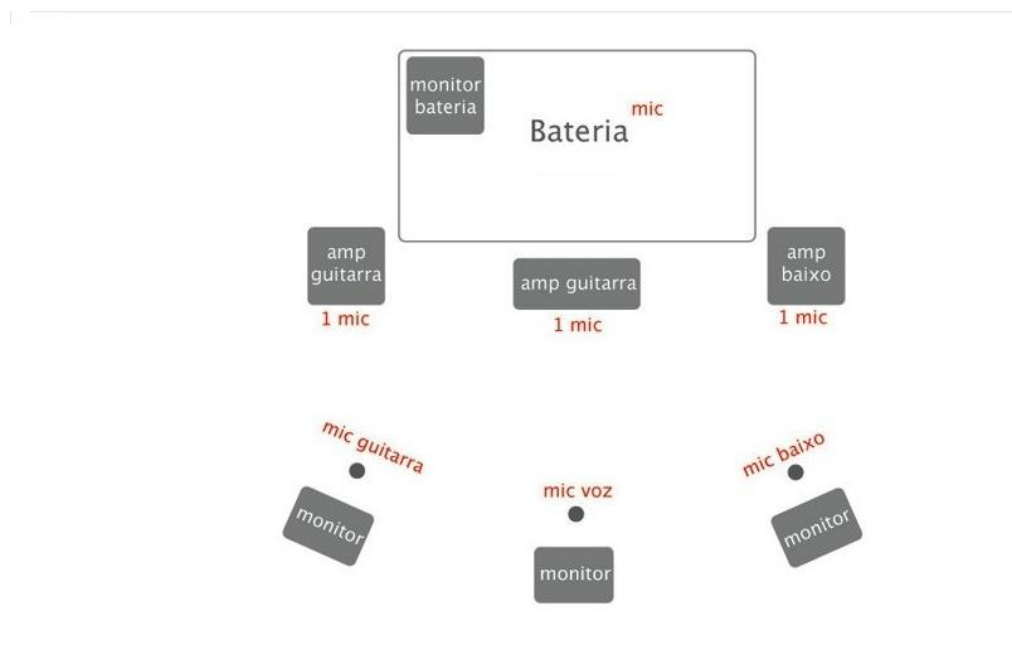 monitor
bateria
Bateria
mic
amp
guitarra
1 mic
amp guitarra
1 mic
amp
baixo
1 mic
mic guitarra
monitor
mic voz
monitor
mic baixo
monitor